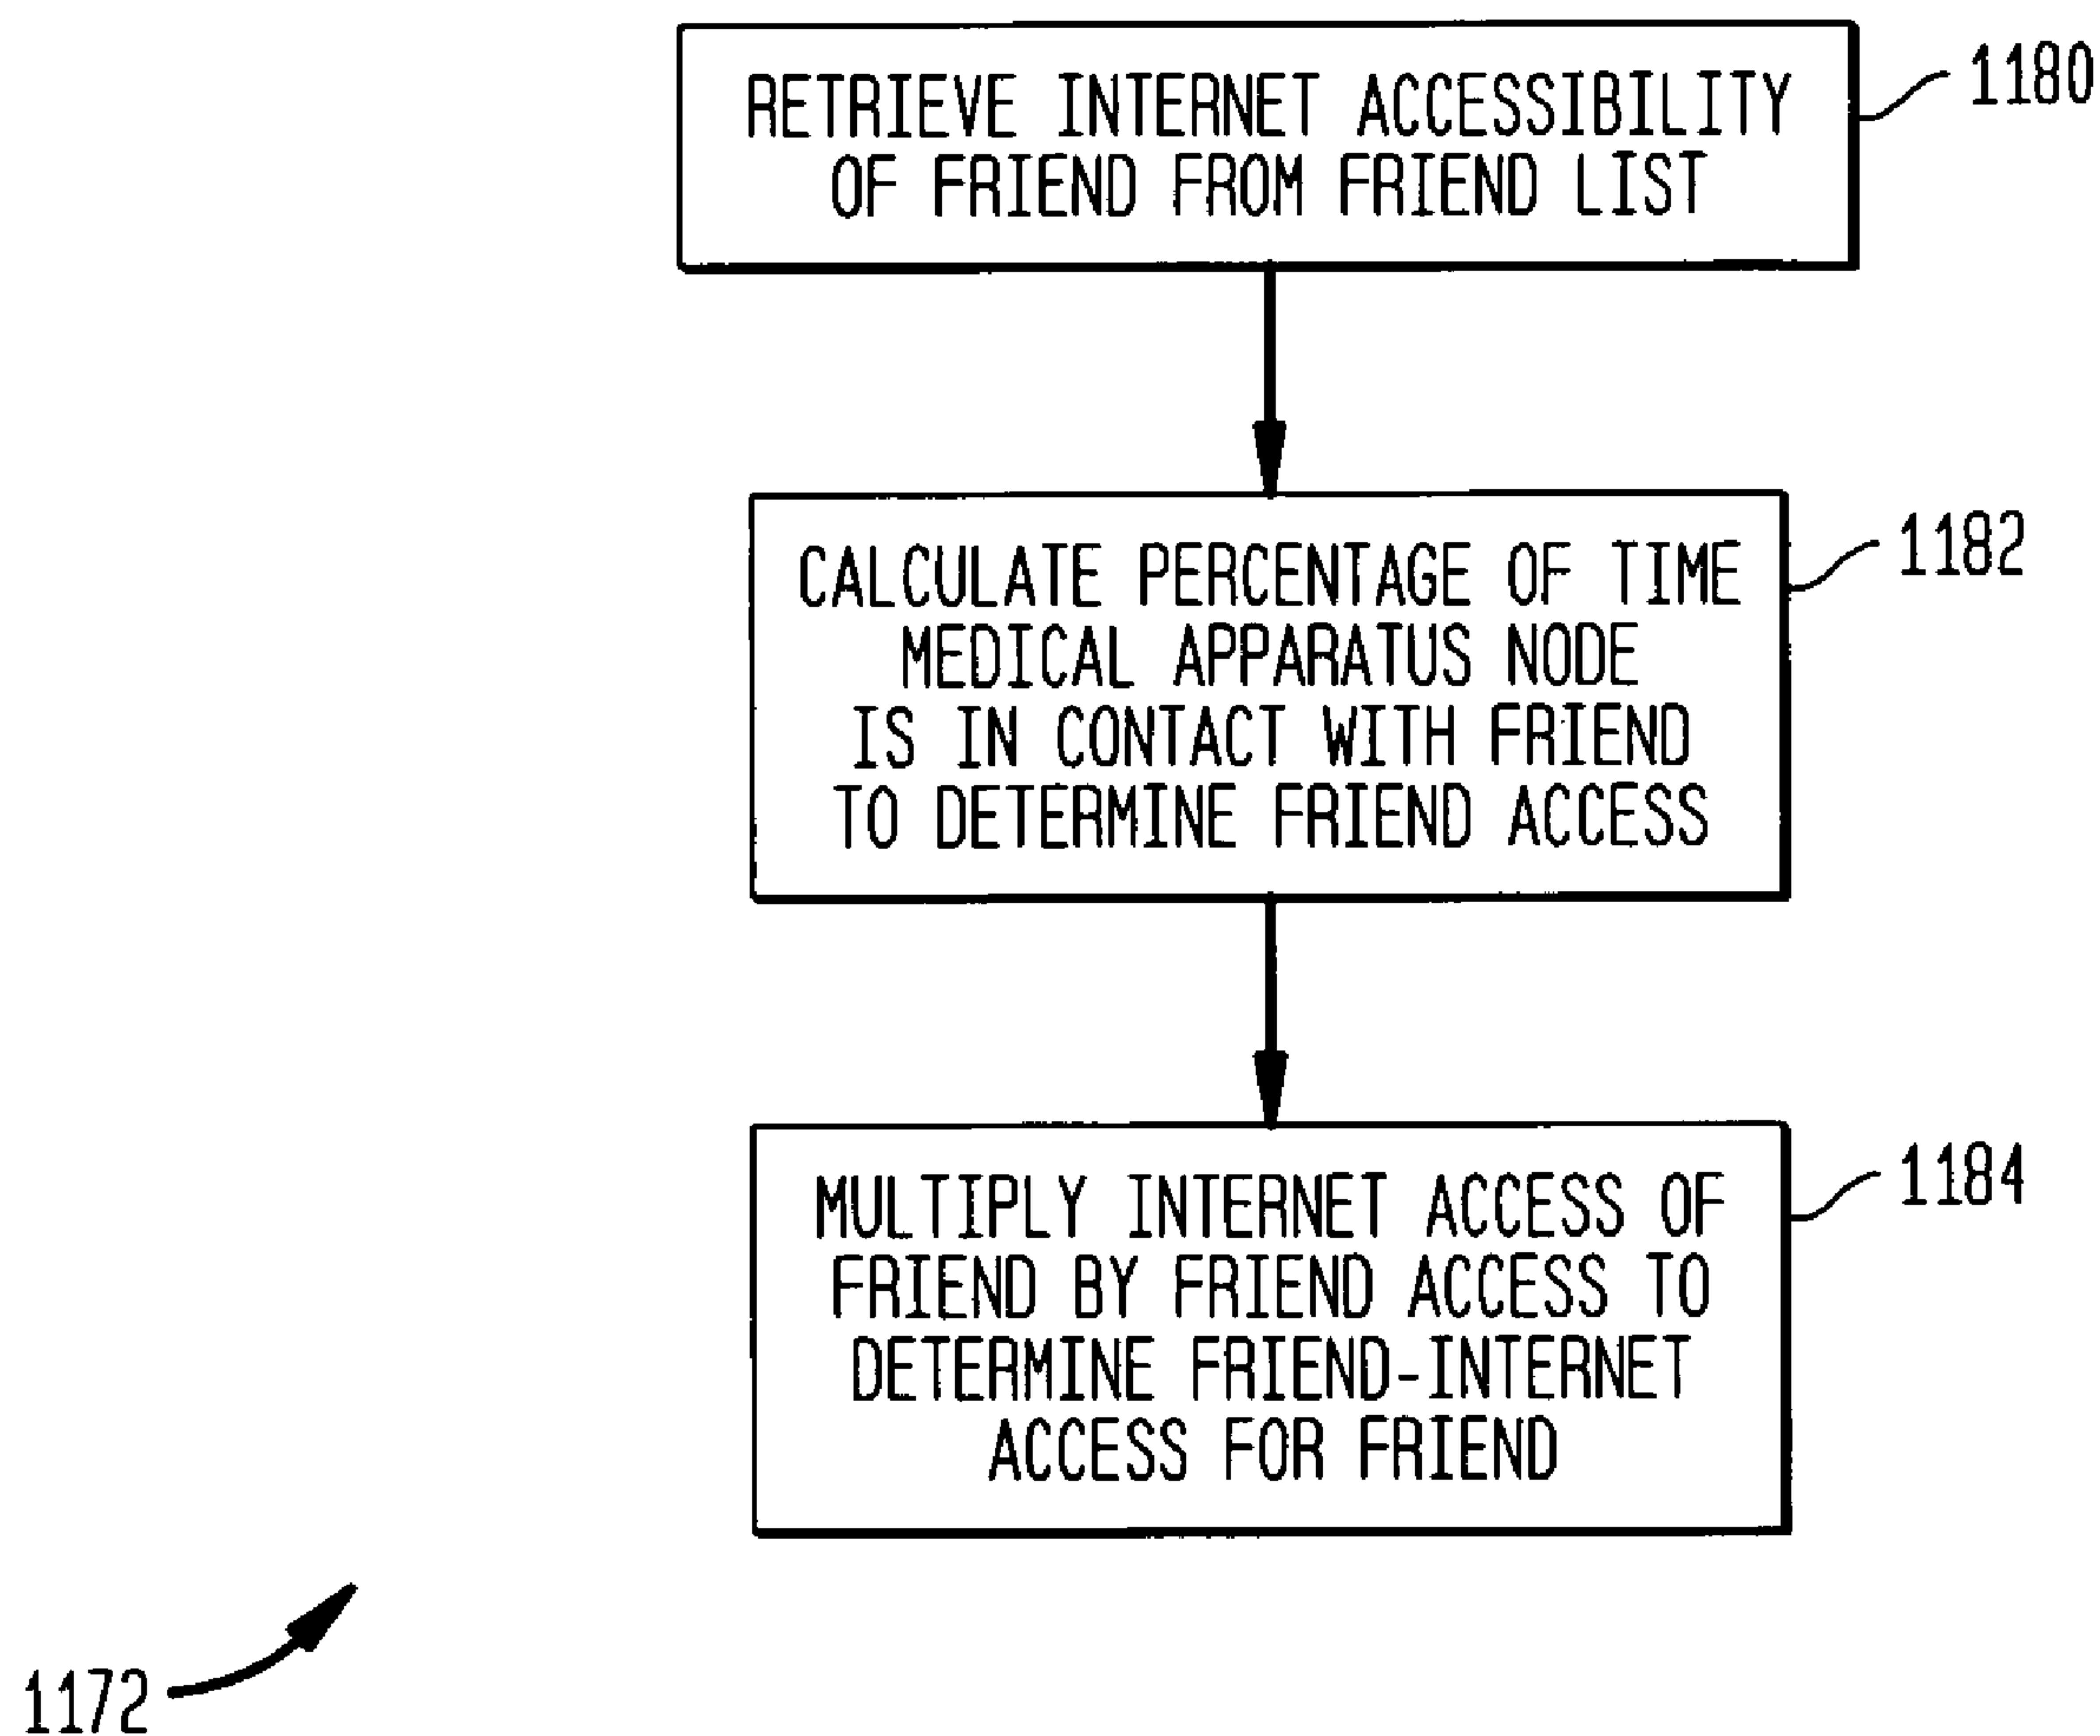 RETRIEVE INTERNET ACCESSIBILITY
OF FRIEND FROM FRIEND LIST
1180
CALCULATE PERCENTAGE OF TIME
MEDICAL APPARATUS NODE
IS IN CONTACT WITH FRIEND
TO DETERMINE FRIEND ACCESS
1182
MULTIPLY INTERNET ACCESS OF
FRIEND BY FRIEND ACCESS TO
DETERMINE FRIEND-INTERNET
ACCESS FOR FRIEND
1184
1172